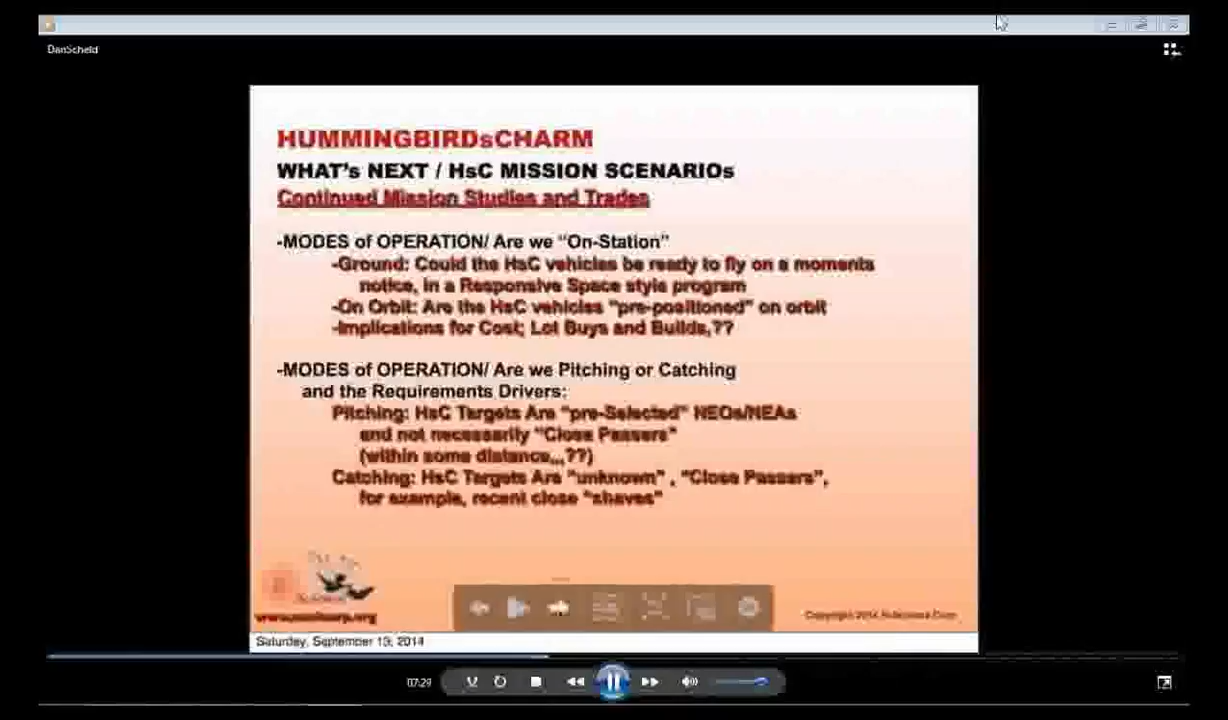 DanScheld
HUMMINGBIRDsCHARM
WHAT's NEXT / HsC MISSION SCENARIOs
Continued Mission Studies and Trades
-MODES of OPERATION/ Are we "On-Station"
-Ground: Could the HsC vehicles be ready to fly on a moments
notice, in a Responsive Space style program
-On Orbit: Are the HsC vehicles "pre-positioned" on orbit
-Implications for Cost; Lot Buys and Builds,??
-MODES of OPERATION/ Are we Pitching or Catching
and the Requirements Drivers:
Pitching: HsC Targets Are "pre-Selected" NEOs/NEAs
and not necessarily "Close Passers"
(within some distance,,,??)
Catching: HsC Targets Are "unknown" , "Close Passers",
for example, recent close "shaves"
Copyright 2014
Saturday, September 13, 2014
07:29